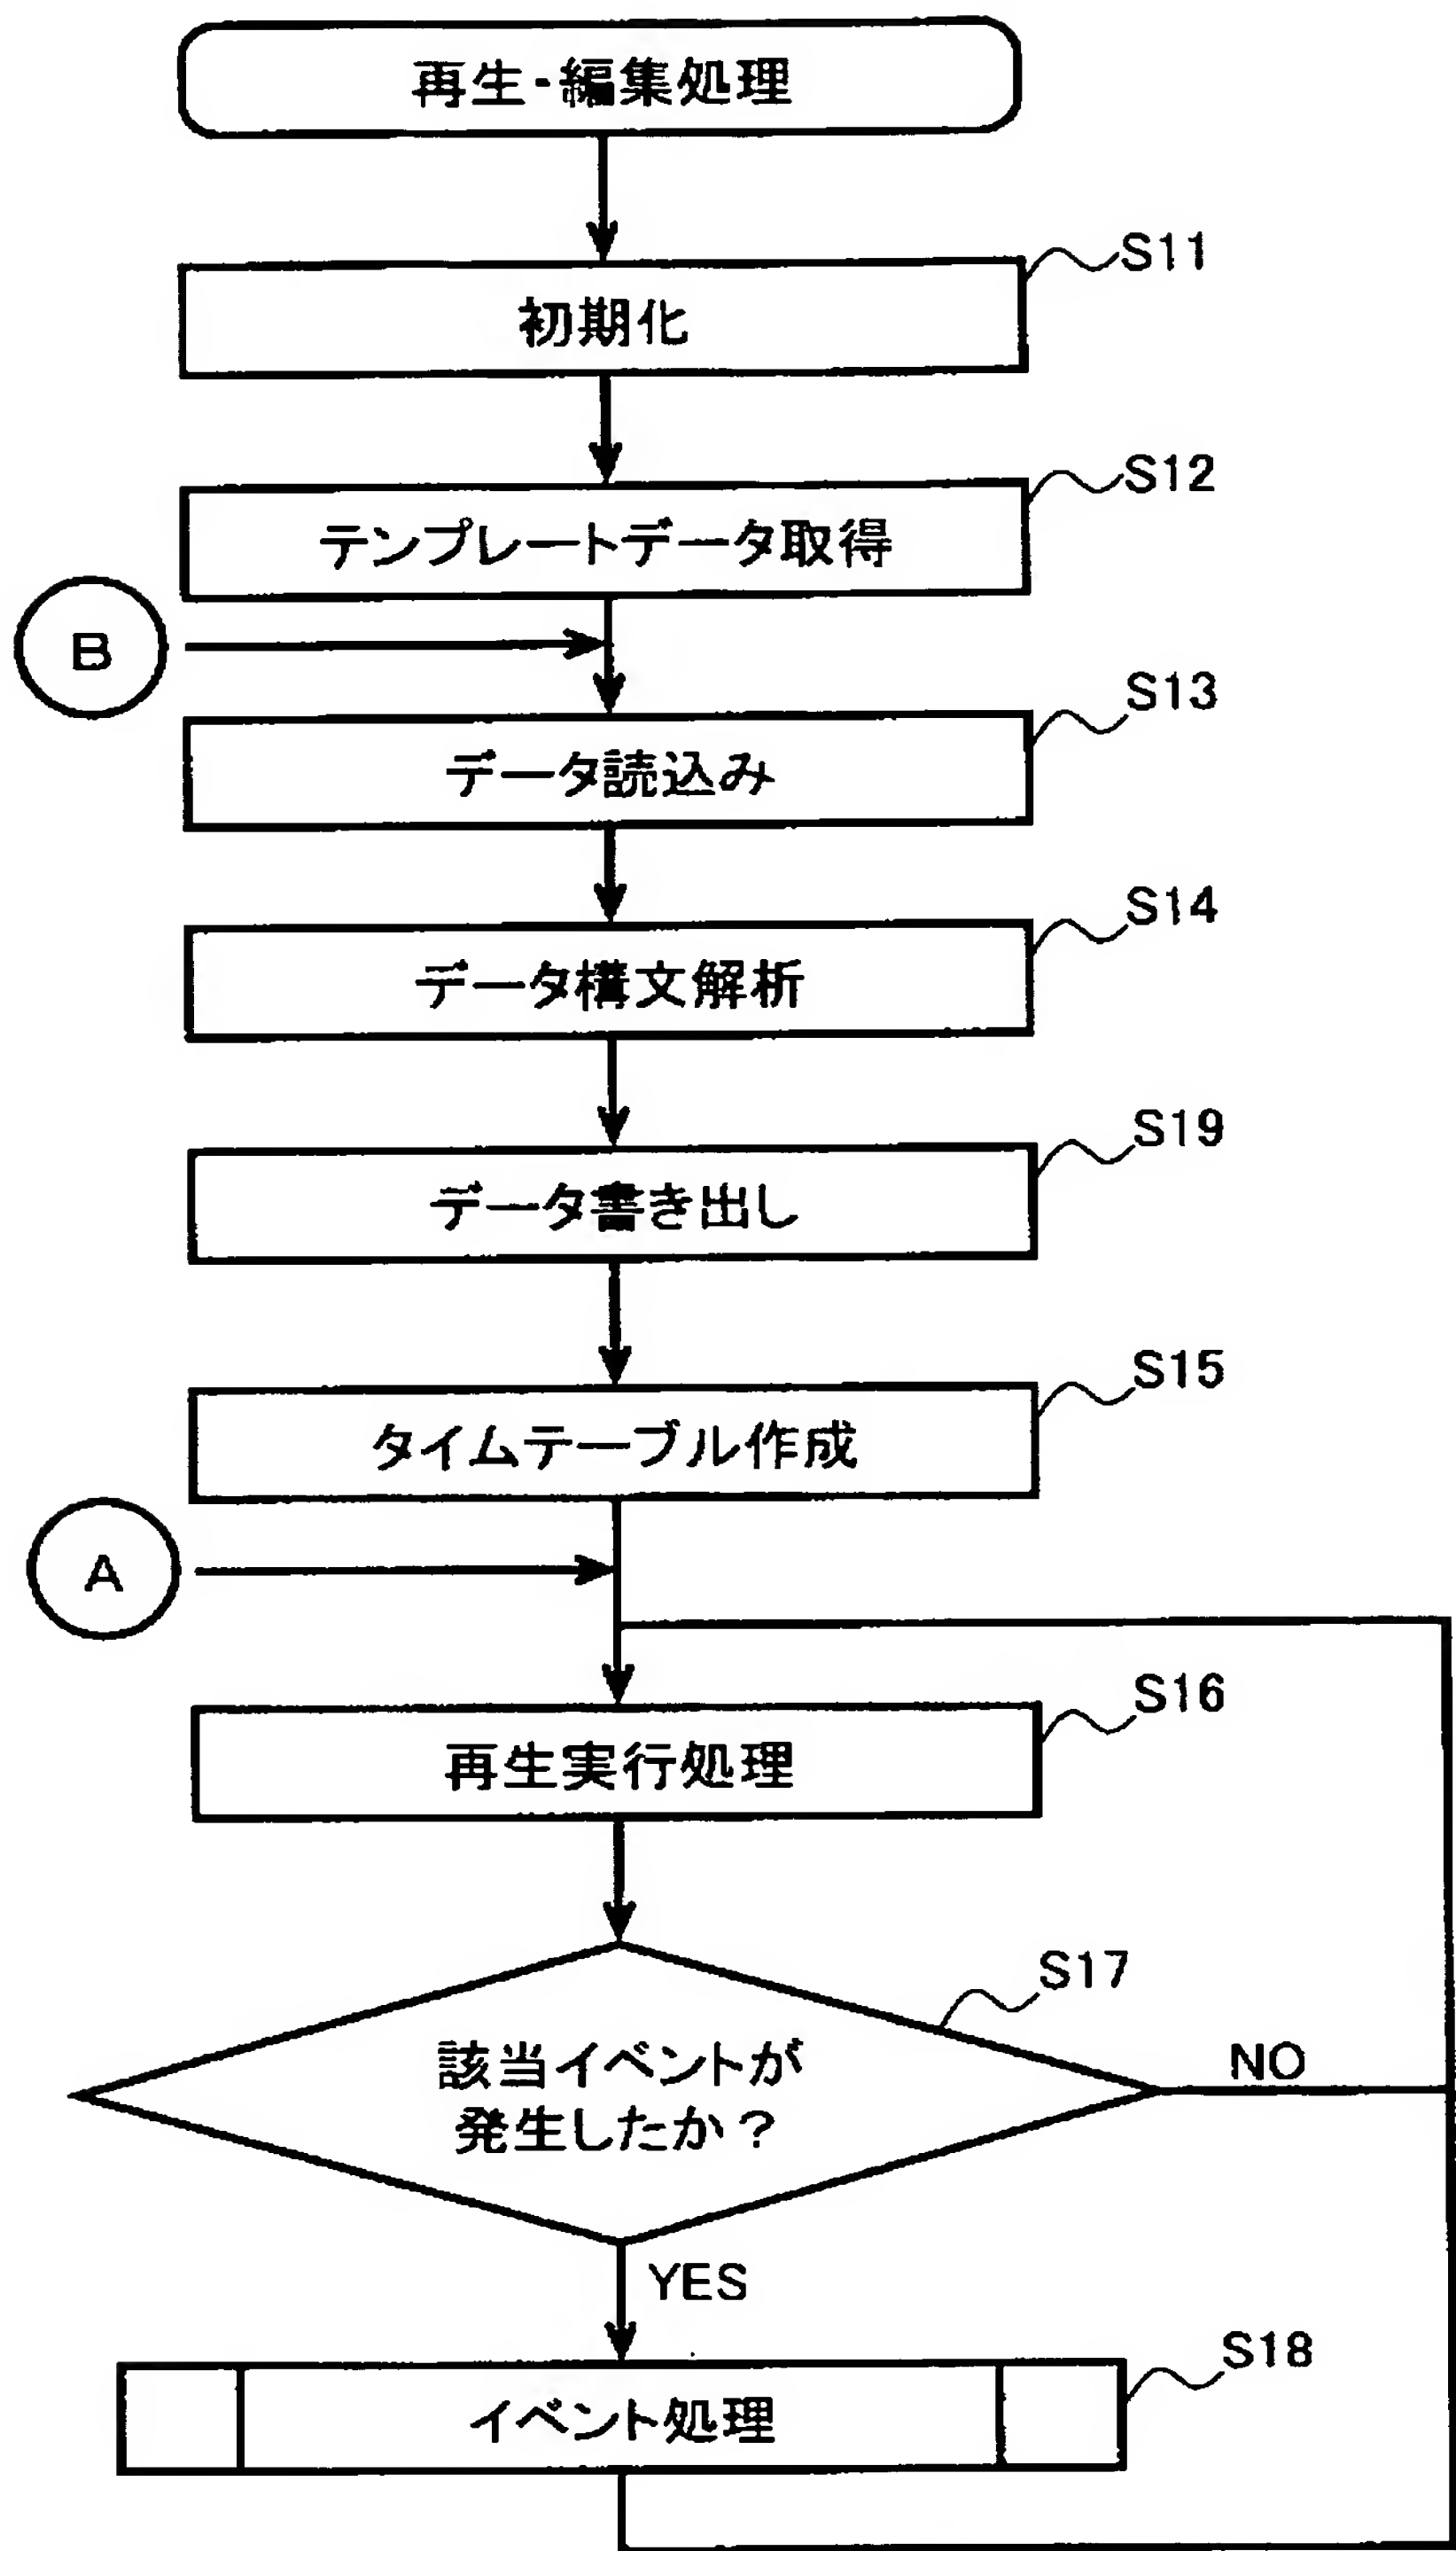 再生・編集処理
S11
初期化
S12
テンプレートデータ取得
B
S13
データ読込み
S14
データ構文解析
S19
データ書き出し
S15
タイムテーブル作成
A
S16
再生実行処理
S17
該当イベントが
発生したか？
NO
YES
S18
イベント処理